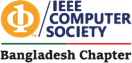 IEEE
COMPUTER
SOCIETY
Bangladesh Chapter